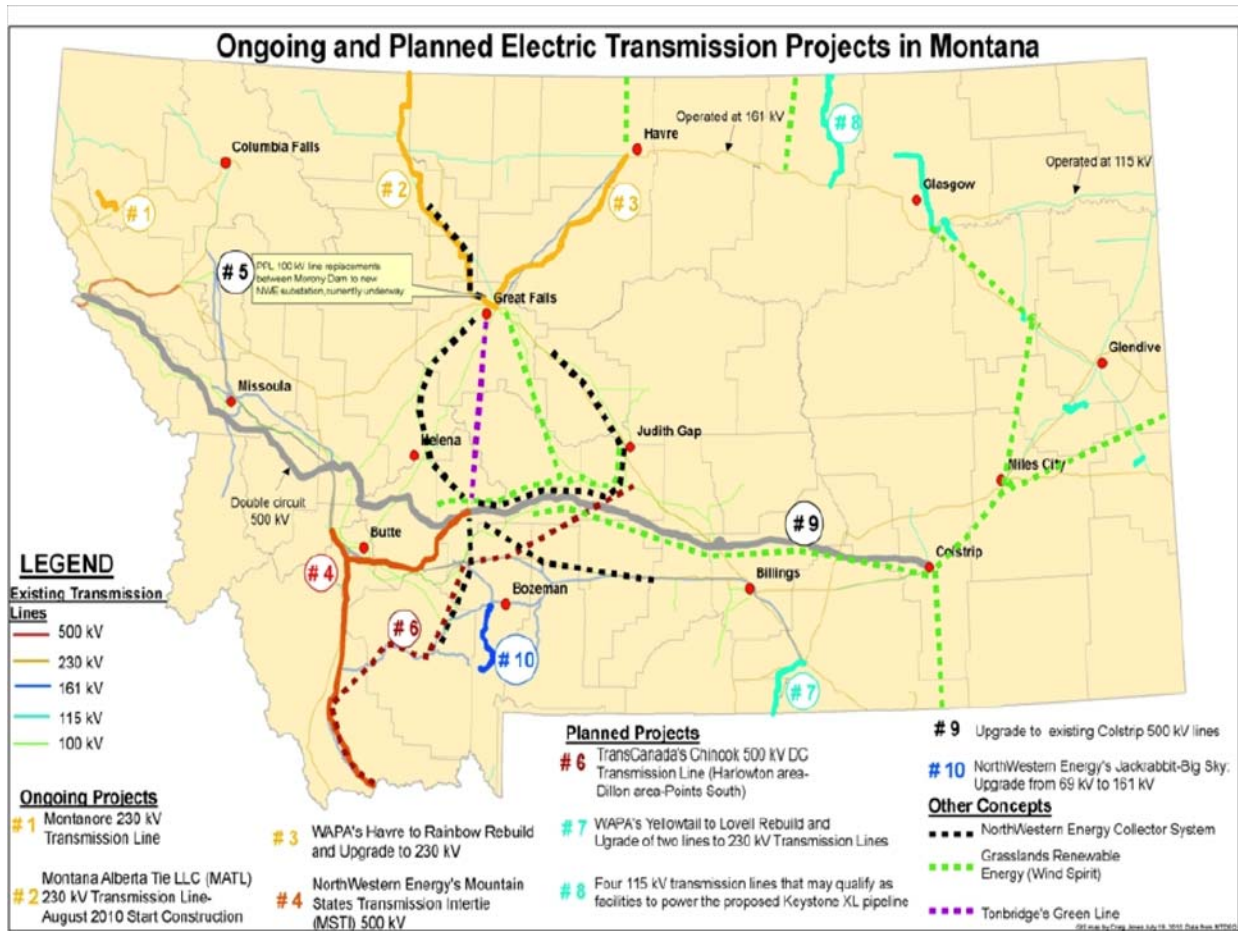 Ongoing and Planned Electric Transmission Projects in Montana
Havre
Operated at 161 kV
# 8
Columbia Falls
Operated at 115 kV
# 2
# 3
Glasgow
# 1
# 5
PPL 100 kV line replacements
between Morony Dam to new
NWE substation, currently underway
Great Falls
Glendive
Missoula
Judith Gap
Helena
Miles City
Double circuit
500 kV
# 9
Butte
Colstrip
# 4
Billings
Bozeman
# 6
# 10
# 7
LEGEND
Existing Transmission
Lines
500 kV
230 kV
161 kV
115 kV
100 kV
Ongoing Projects
# 1 Montanore 230 kV
Transmission Line
# 2 Montana Alberta Tie LLC (MATL)
230 kV Transmission Line-
August 2010 Start Construction
# 3 WAPA's Havre to Rainbow Rebuild
and Upgrade to 230 kV
# 4 NorthWestern Energy's Mountain
States Transmission Intertie
(MSTI) 500 kV
Planned Projects
# 6 TransCanada's Chinook 500 kV DC
Transmission Line (Harlowton area-
Dillon area-Points South)
# 7 WAPA's Yellowtail to Lovell Rebuild and
Ugrade of two lines to 230 kV Transmission Lines
# 8 Four 115 kV transmission lines that may qualify as
facilities to power the proposed Keystone XL pipeline
# 9 Upgrade to existing Colstrip 500 kV lines
# 10 NorthWestern Energy's Jackrabbit-Big Sky:
Upgrade from 69 kV to 161 kV
Other Concepts
NorthWestern Energy Collector System
Grasslands Renewable
Energy (Wind Spirit)
Tonbridge's Green Line